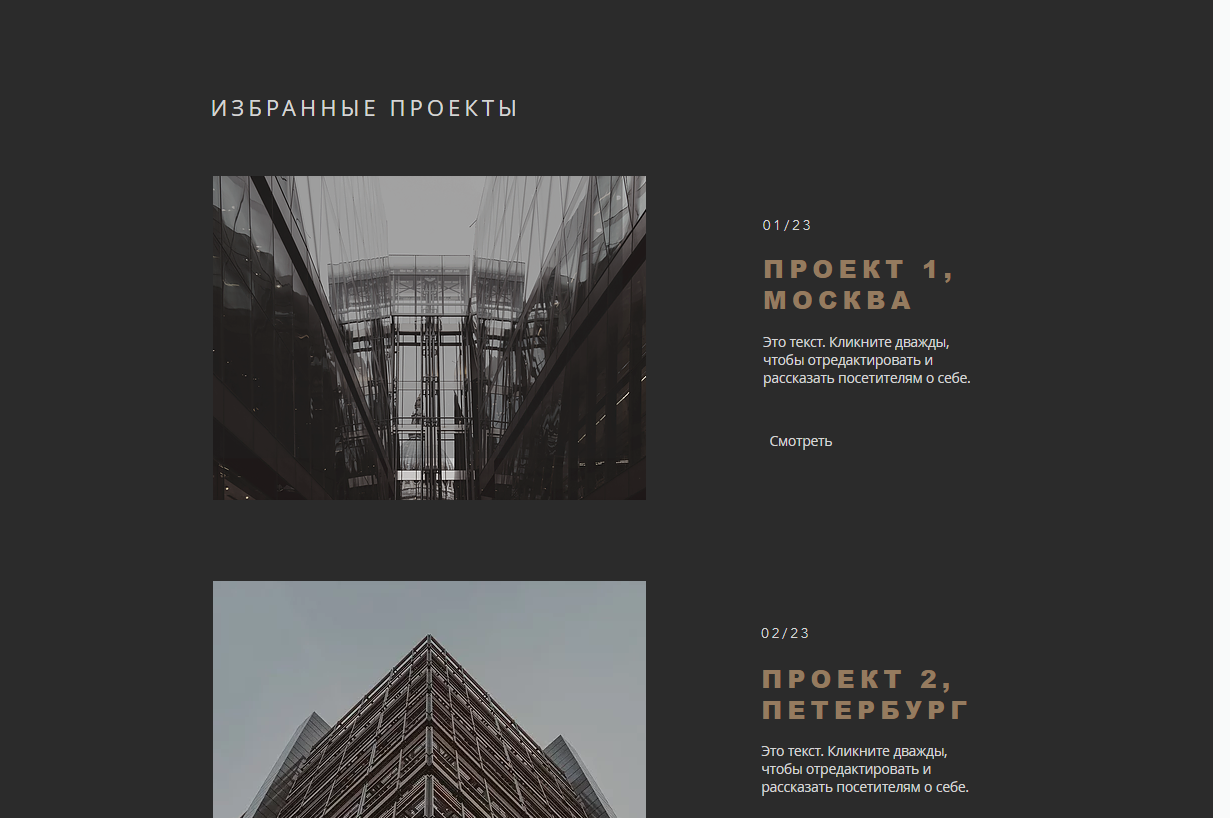 ИЗБРАННЫЕ ПРОЕКТЫ
01/23
ПРОЕКТ 1,
МОСКВА
Это текст. Кликните дважды,
чтобы отредактировать и
рассказать посетителям о себе.
Смотреть
02/23
ПРОЕКТ 2,
ПЕТЕРБУРГ
Это текст. Кликните дважды,
чтобы отредактировать и
рассказать посетителям о себе.